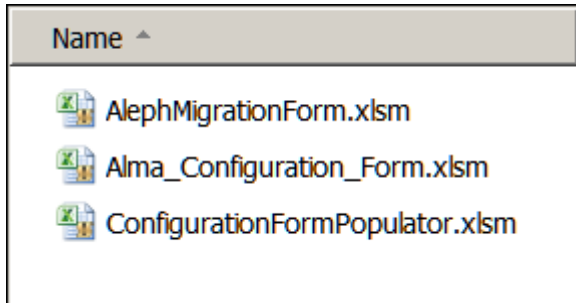 Name
AlephMigrationForm.xlsm
Alma_Configuration_Form.xlsm
ConfigurationFormPopulator.xlsm